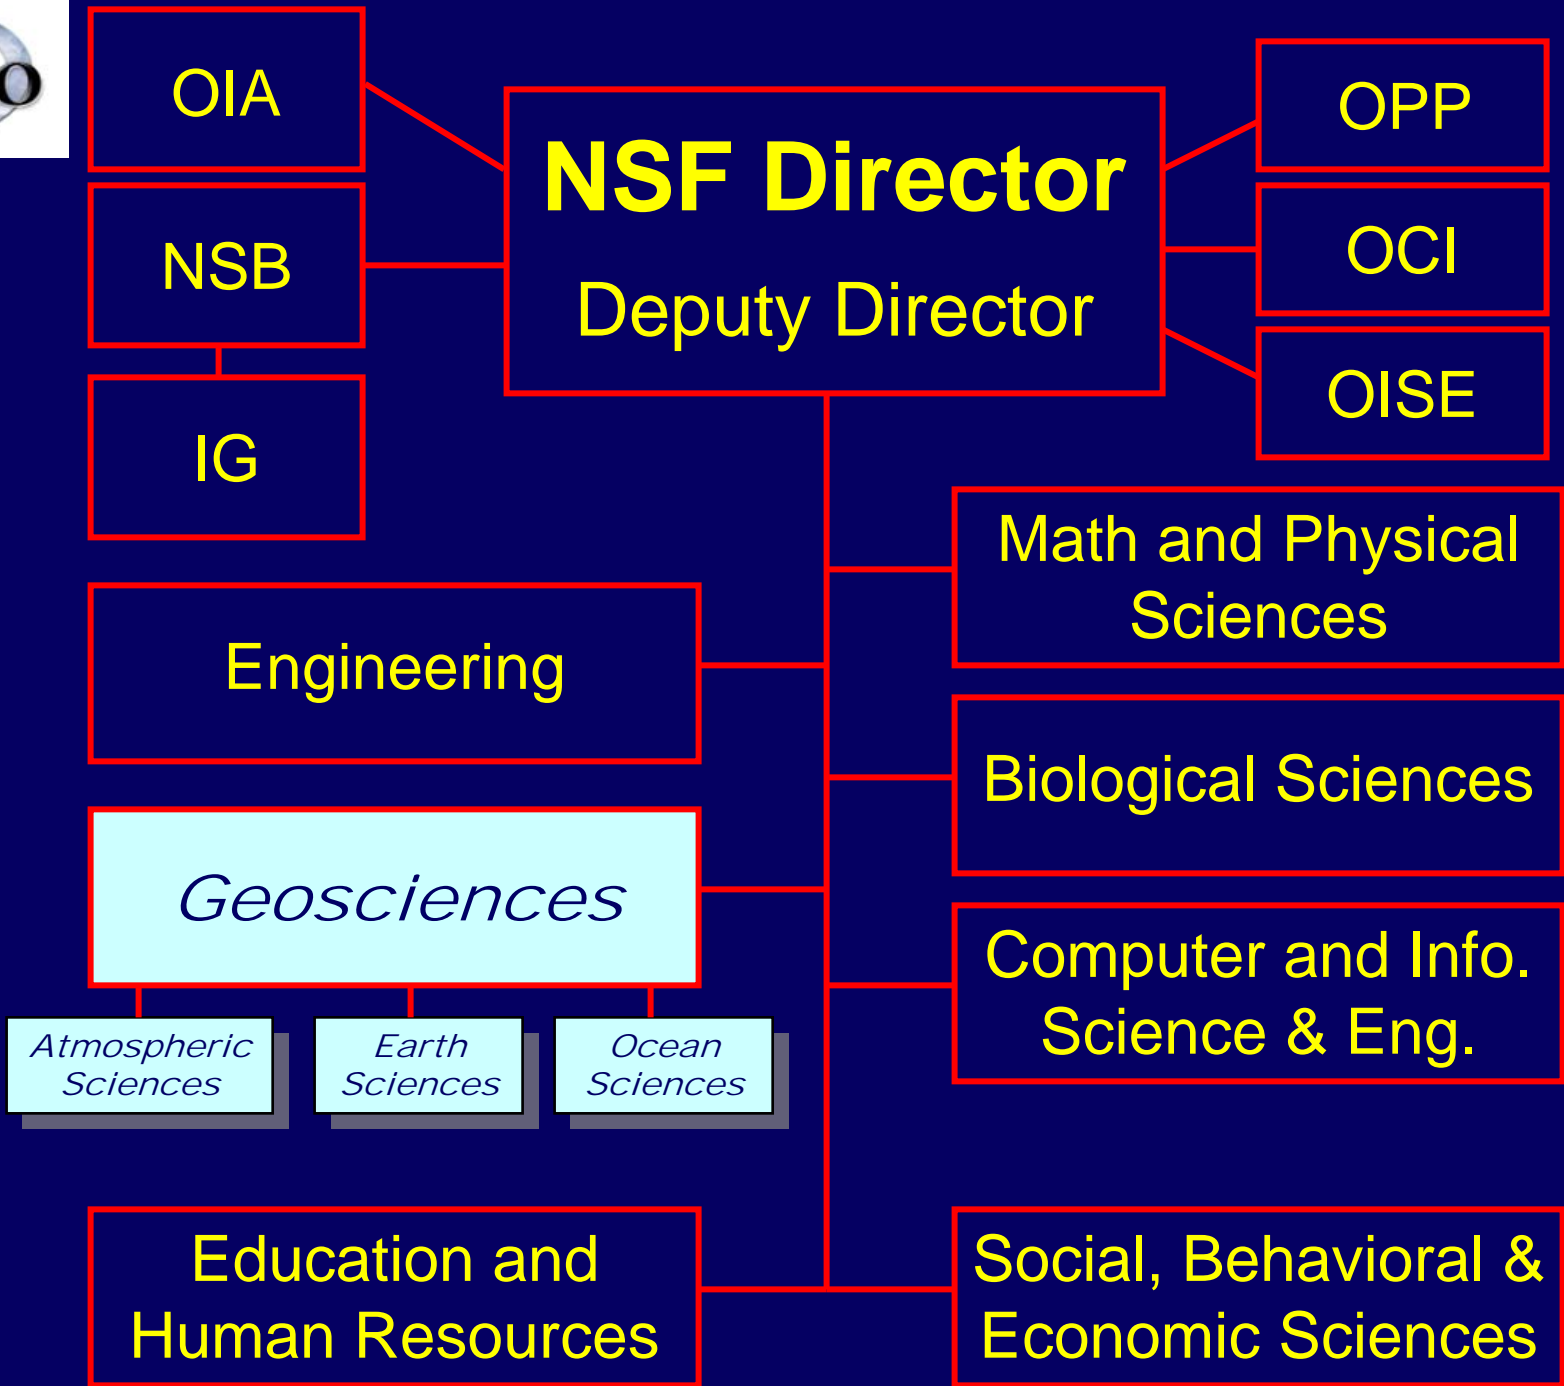 OIA
NSB
IG
NSF Director
Deputy Director
OPP
OCI
OISE
Math and Physical
Sciences
Engineering
Biological Sciences
Geosciences
Atmospheric
Sciences
Earth
Sciences
Ocean
Sciences
Computer and Info.
Science & Eng.
Education and
Human Resources
Social, Behavioral &
Economic Sciences